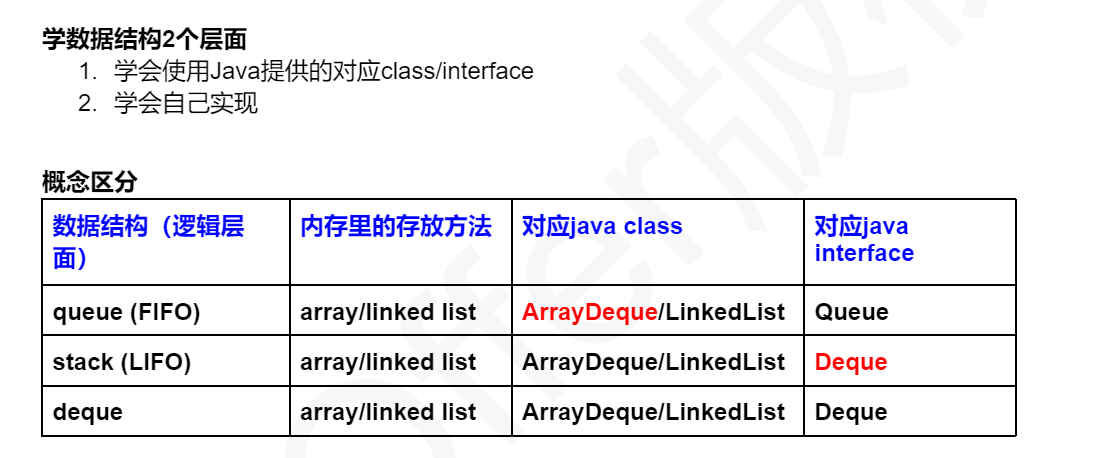 学数据结构2个层面
1. 学会使用Java提供的对应class/interface
2. 学会自己实现
概念区分
数据结构（逻辑层面） 内存里的存放方法 对应java class 对应java interface
queue (FIFO) array/linked list ArrayDeque/LinkedList Queue
stack (LIFO) array/linked list ArrayDeque/LinkedList Deque
deque array/linked list ArrayDeque/LinkedList Deque